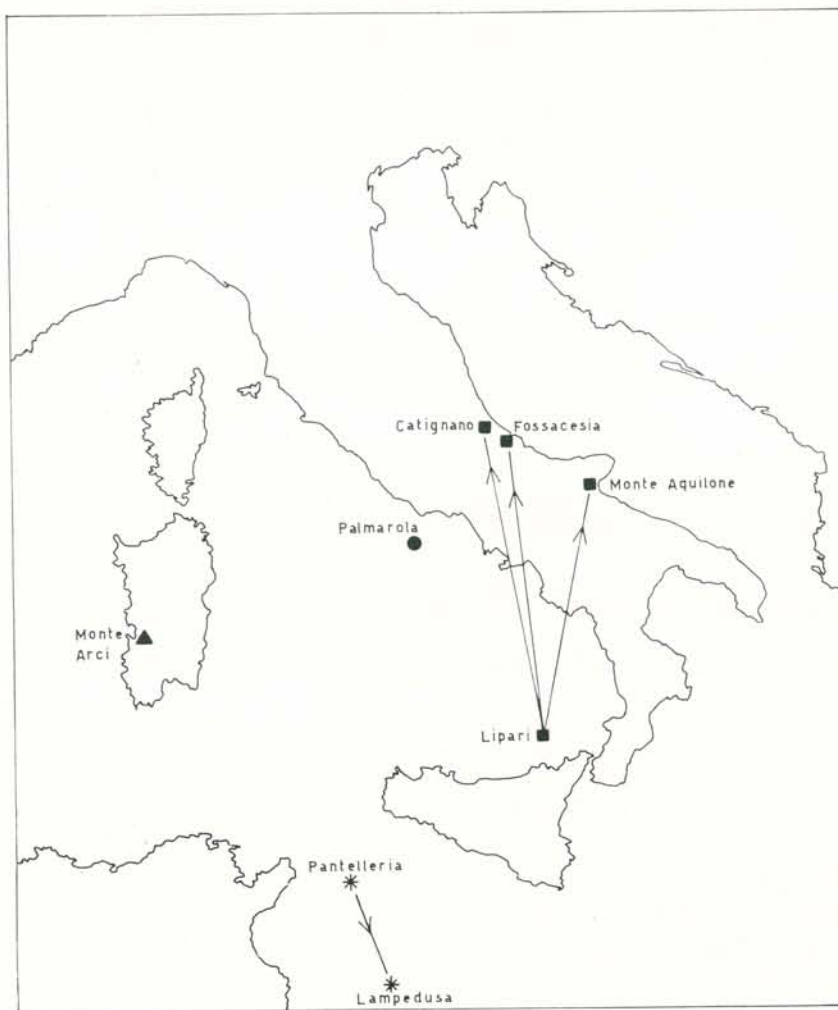 Catignano
Fossacesia
Monte Aquilone
Palmarola
Monte
Arci
Lipari
Pantelleria
Lampedusa